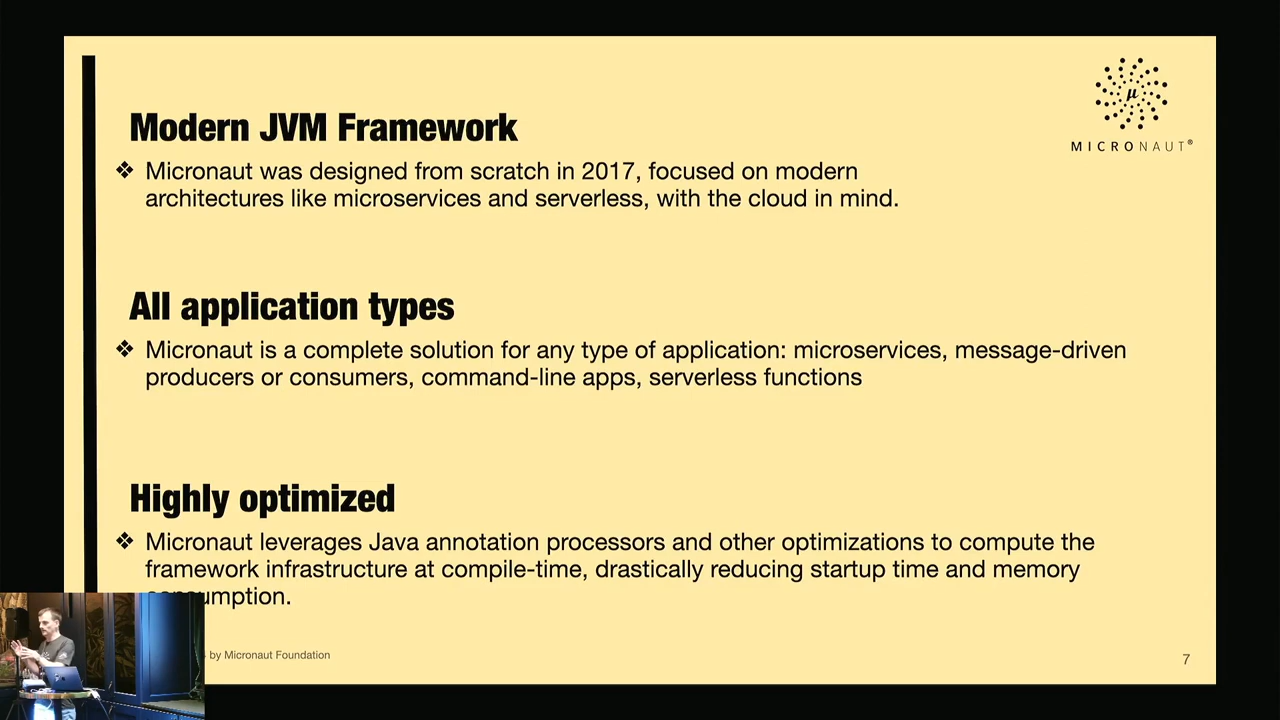 µ
MICRONAUT®
Modern JVM Framework
❖ Micronaut was designed from scratch in 2017, focused on modern
architectures like microservices and serverless, with the cloud in mind.
All application types
❖ Micronaut is a complete solution for any type of application: microservices, message-driven
producers or consumers, command-line apps, serverless functions
Highly optimized
❖ Micronaut leverages Java annotation processors and other optimizations to compute the
framework infrastructure at compile-time, drastically reducing startup time and memory
consumption.
by Micronaut Foundation
7